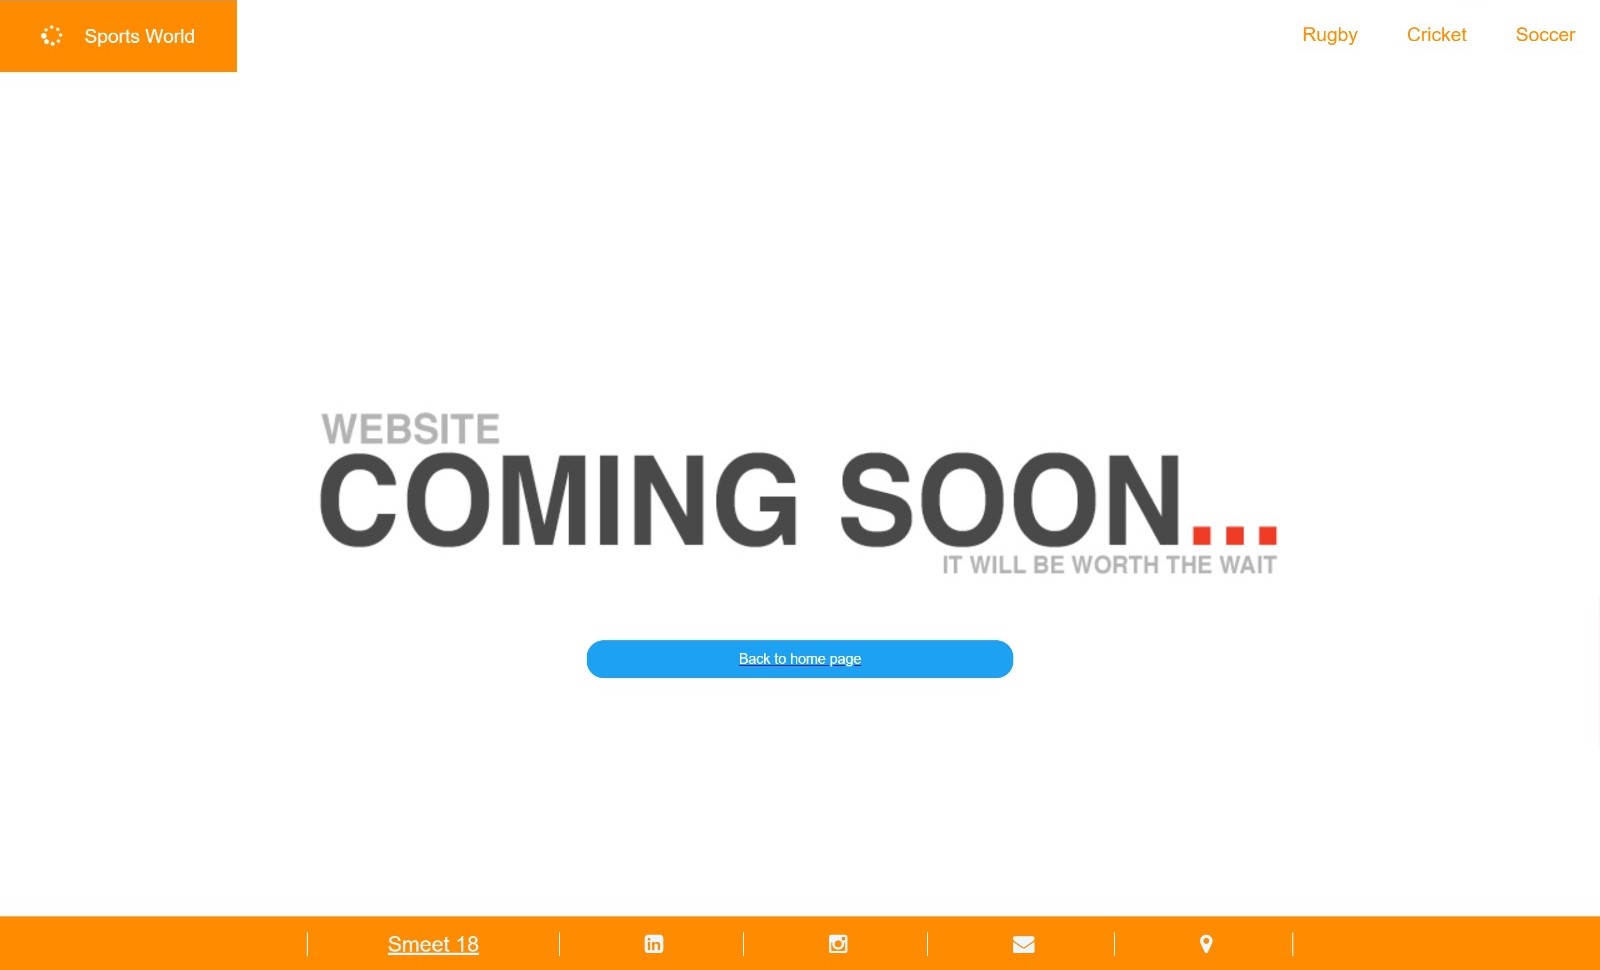 Sports World
Rugby Cricket Soccer
WEBSITE
COMING SOON...
IT WILL BE WORTH THE WAIT
Back to home page
Smeet 18